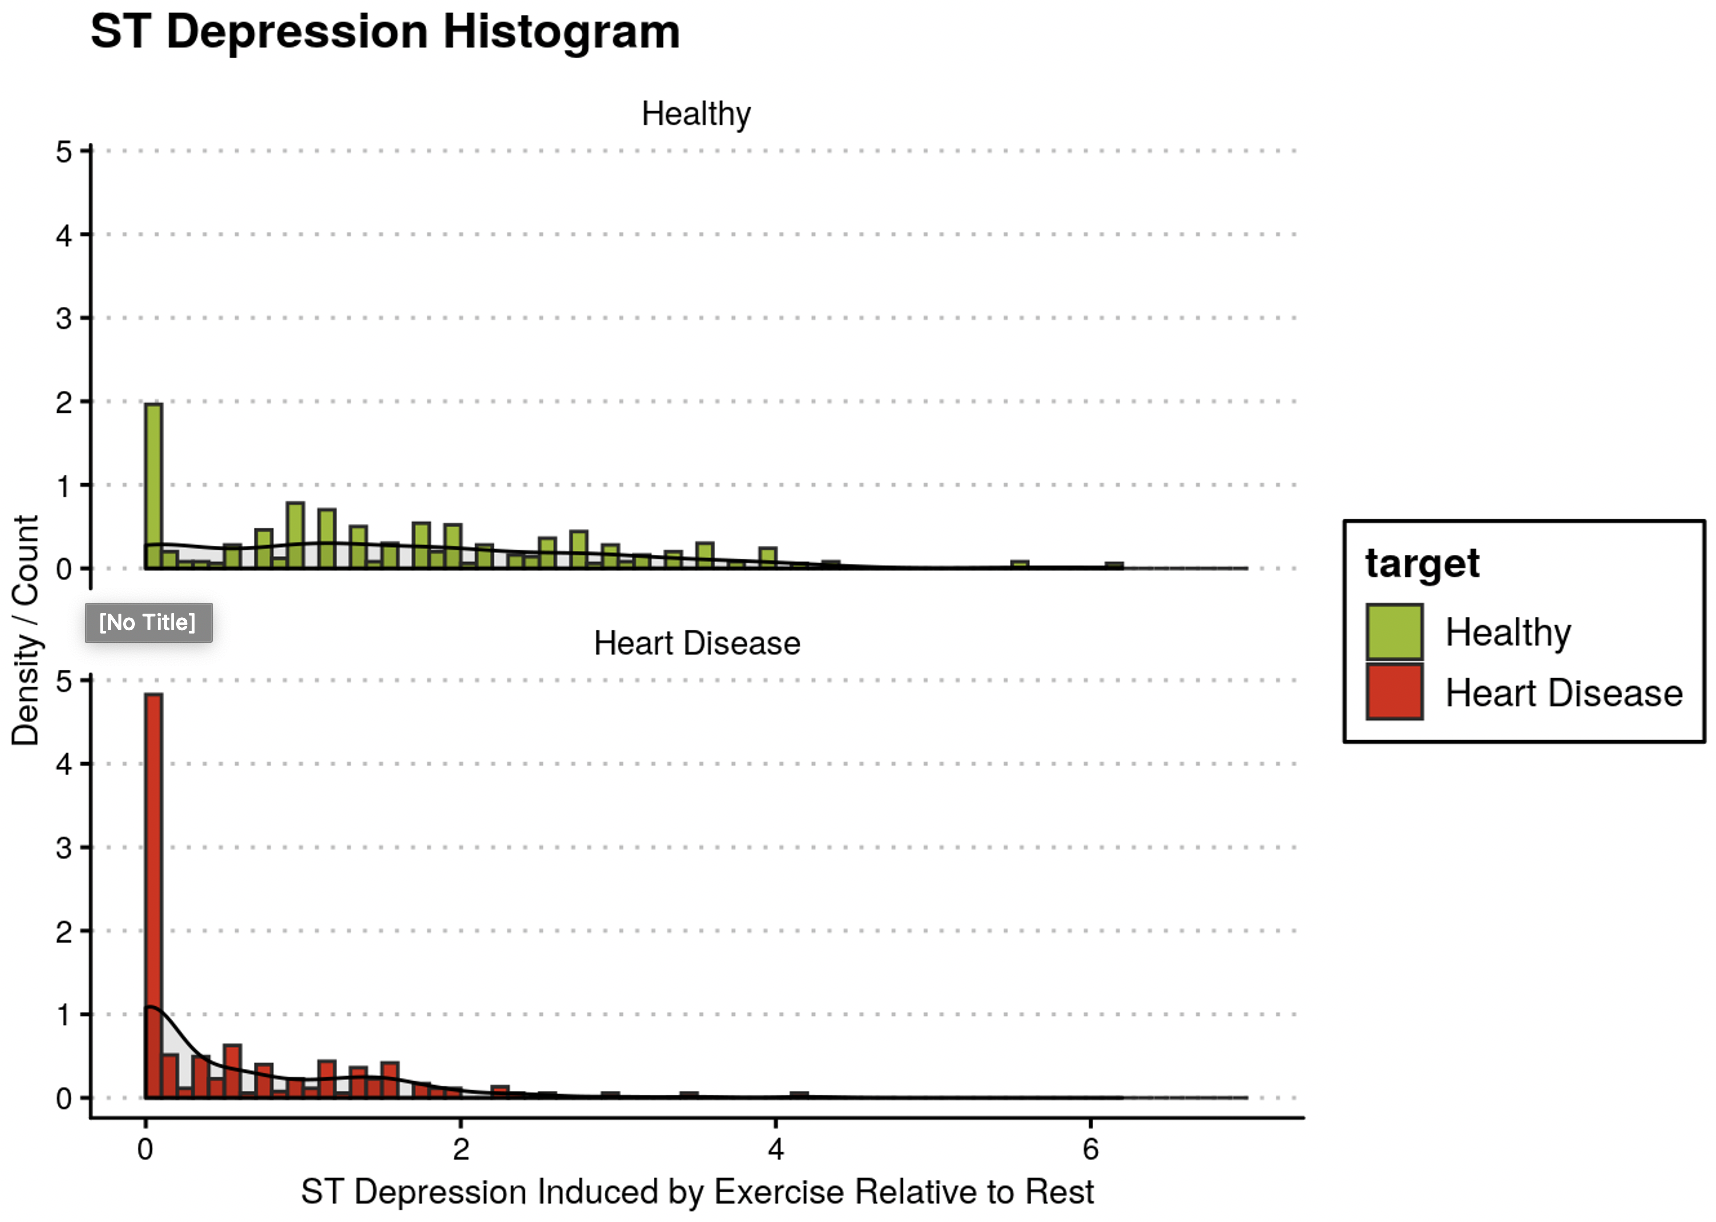 ST Depression Histogram
Healthy
5
4
3
2
1
0
[No Title]
Density / Count
Heart Disease
5
4
3
2
1
0
0 2 4 6
ST Depression Induced by Exercise Relative to Rest
target
Healthy
Heart Disease